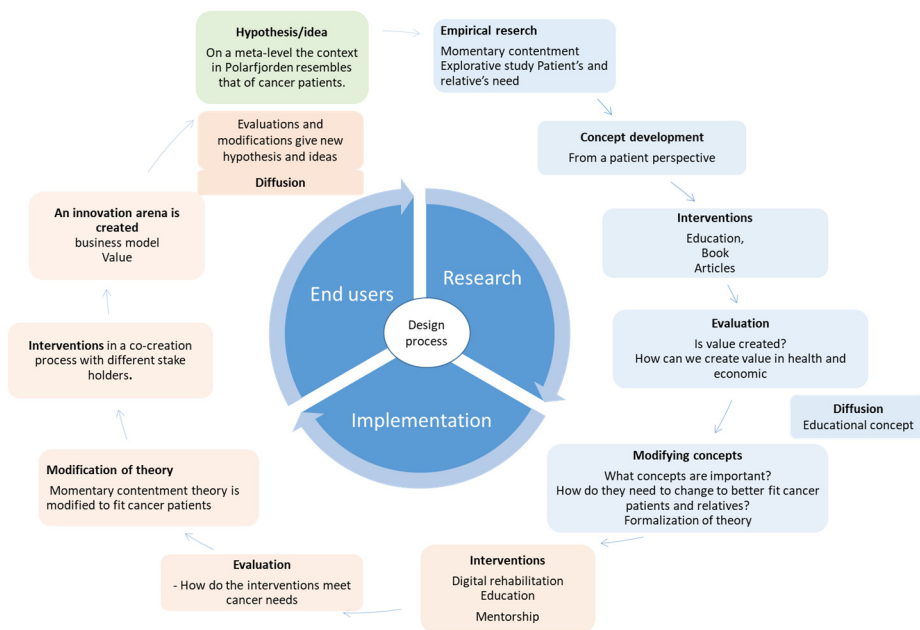 Hypothesis/idea
On a meta-level the context
in Polarfjorden resembles
that of cancer patients.
Empirical reserch
Momentary contentment
Explorative study Patient's and
relative's need
Concept development
From a patient perspective
Interventions
Education,
Book
Articles
Evaluation
Is value created?
How can we create value in health and
economic
Diffusion
Educational concept
Modifying concepts
What concepts are important?
How do they need to change to better fit cancer
patients and relatives?
Formalization of theory
Interventions
Digital rehabilitation
Education
Mentorship
Evaluation
- How do the interventions meet
cancer needs
Modification of theory
Momentary contentment theory is
modified to fit cancer patients
Interventions in a co-creation
process with different stake
holders.
An innovation arena is
created
business model
Value
Evaluations and
modifications give new
hypothesis and ideas
Diffusion
End users
Research
Design
process
Implementation